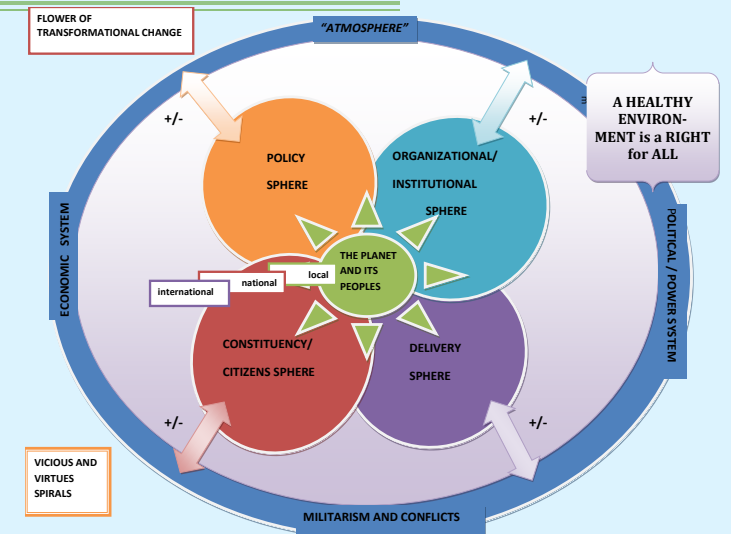 FLOWER OF
TRANSFORMATIONAL CHANGE
“ATMOSPHERE”
A HEALTHY
ENVIRON-
MENT is a RIGHT
for ALL
+/-
+/-
POLICY
SPHERE
ORGANIZATIONAL/
INSTITUTIONAL
SPHERE
ECONOMIC SYSTEM
POLITICAL / POWER SYSTEM
THE PLANET
AND ITS
PEOPLES
local
national
international
CONSTITUENCY/
CITIZENS SPHERE
DELIVERY
SPHERE
+/-
+/-
VICIOUS AND
VIRTUES
SPIRALS
MILITARISM AND CONFLICTS